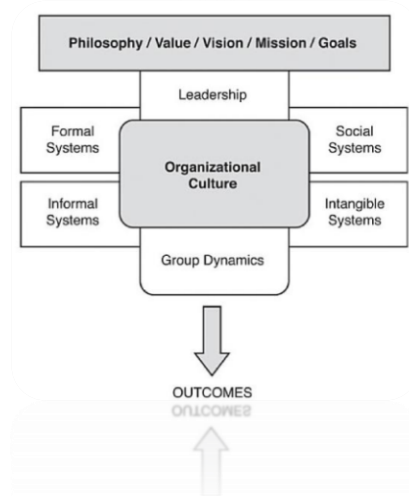 Philosophy / Value / Vision / Mission / Goals
Leadership
Formal
Systems
Social
Systems
Organizational
Culture
Informal
Systems
Intangible
Systems
Group Dynamics
OUTCOMES
OUTCOMES